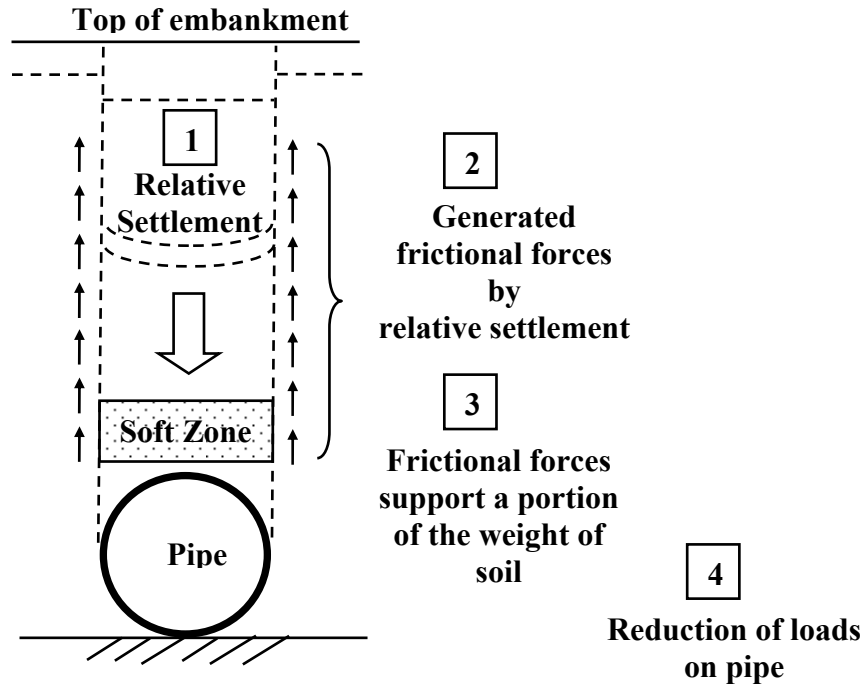 Top of embankment
1
Relative
Settlement
Soft Zone
Pipe
2
Generated
frictional forces
by
relative settlement
3
Frictional forces
support a portion
of the weight of
soil
4
Reduction of loads
on pipe